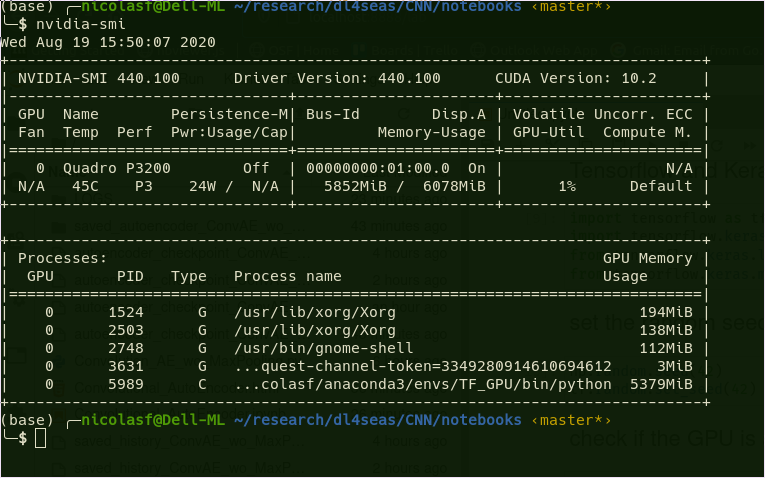 (base) ╭─nicolasf@Dell-ML ~/research/dl4seas/CNN/notebooks ‹master*›
╰─$ nvidia-smi
Wed Aug 19 15:50:07 2020
+-----------------------------------------------------------------------------+
| NVIDIA-SMI 440.100      Driver Version: 440.100      CUDA Version: 10.2     |
|-------------------------------+----------------------+----------------------+
| GPU  Name        Persistence-M| Bus-Id        Disp.A | Volatile Uncorr. ECC |
| Fan  Temp  Perf  Pwr:Usage/Cap|         Memory-Usage | GPU-Util  Compute M. |
|===============================+======================+======================|
|   0  Quadro P3200        Off  | 00000000:01:00.0  On |                  N/A |
| N/A   45C    P3    24W /  N/A |   5852MiB /  6078MiB |      1%      Default |
+-------------------------------+----------------------+----------------------+
+-----------------------------------------------------------------------------+
| Processes:                                                       GPU Memory |
|  GPU       PID   Type   Process name                             Usage      |
|=============================================================================|
|    0      1524      G   /usr/lib/xorg/Xorg                           194MiB |
|    0      2503      G   /usr/lib/xorg/Xorg                           138MiB |
|    0      2748      G   /usr/bin/gnome-shell                         112MiB |
|    0      3631      G   ...quest-channel-token=3349280914610694612     3MiB |
|    0      5989      C   ...colasf/anaconda3/envs/TF_GPU/bin/python  5379MiB |
+-----------------------------------------------------------------------------+
(base) ╭─nicolasf@Dell-ML ~/research/dl4seas/CNN/notebooks ‹master*›
╰─$